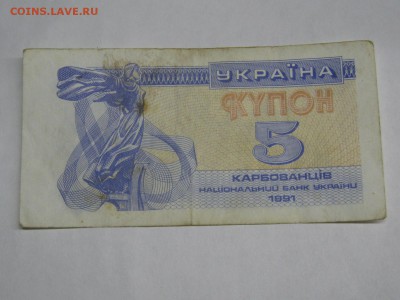 COINS.LAVE.RU
УКРАЇНА
КУПОН
5
КАРБОВАНЦІВ
НАЦІОНАЛЬНИЙ БАНК УКРАЇНИ
1991